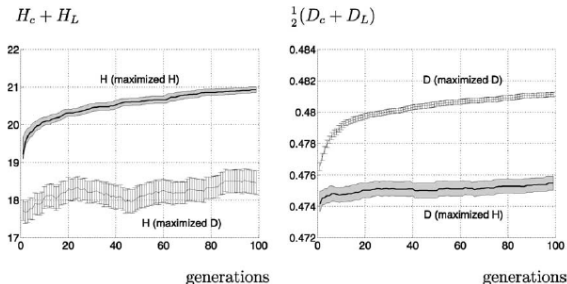 H_c + H_L
22
21
20
19
18
17
0 20 40 60 80 100
H (maximized H)
H (maximized D)
generations
½(D_c + D_L)
0.484
0.482
0.48
0.478
0.476
0.474
0.472
0 20 40 60 80 100
D (maximized D)
D (maximized H)
generations